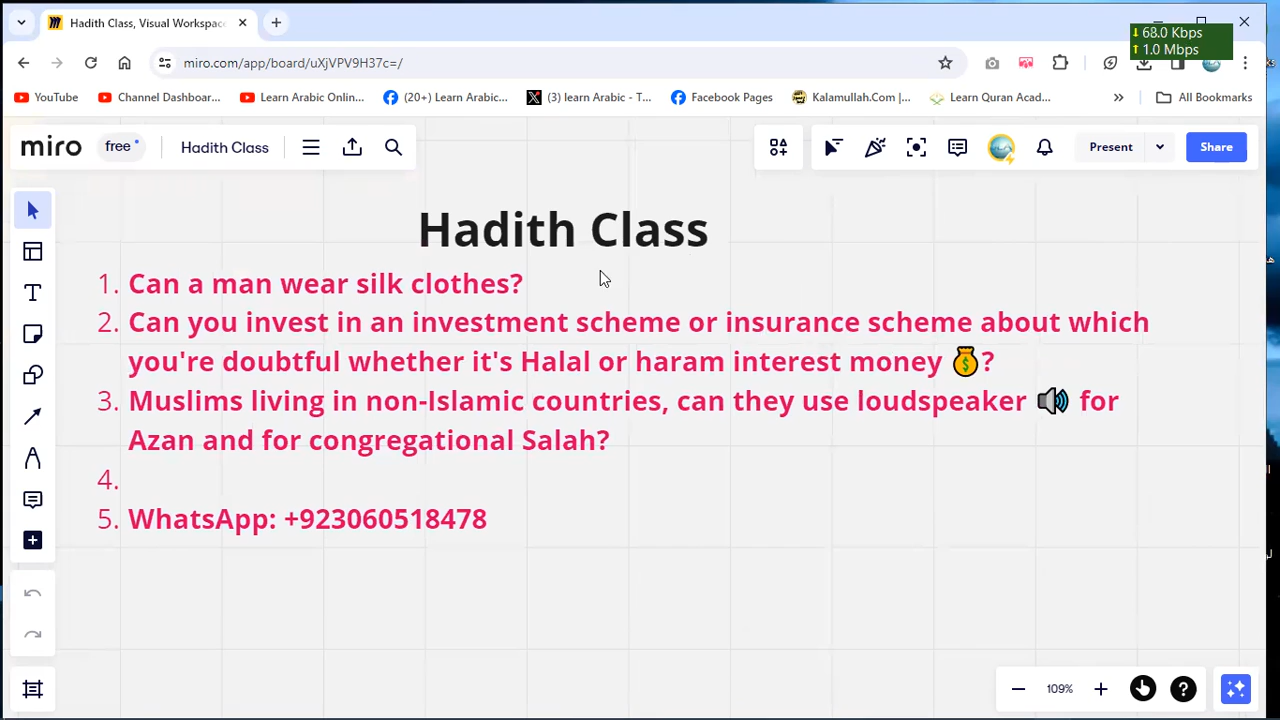 Hadith Class, Visual Workspac
68.0 Kbps
1.0 Mbps
miro.com/app/board/uXjVPV9H37c=/
YouTube
Channel Dashboar...
Learn Arabic Onlin...
(20+) Learn Arabic...
(3) learn Arabic - T...
Facebook Pages
Kalamullah.Com |...
Learn Quran Acad...
All Bookmarks
miro free Hadith Class
Present
Share
Hadith Class
1. Can a man wear silk clothes?
2. Can you invest in an investment scheme or insurance scheme about which
you're doubtful whether it's Halal or haram interest money 💰?
3. Muslims living in non-Islamic countries, can they use loudspeaker 🔊 for
Azan and for congregational Salah?
4.
5. WhatsApp: +923060518478
109%